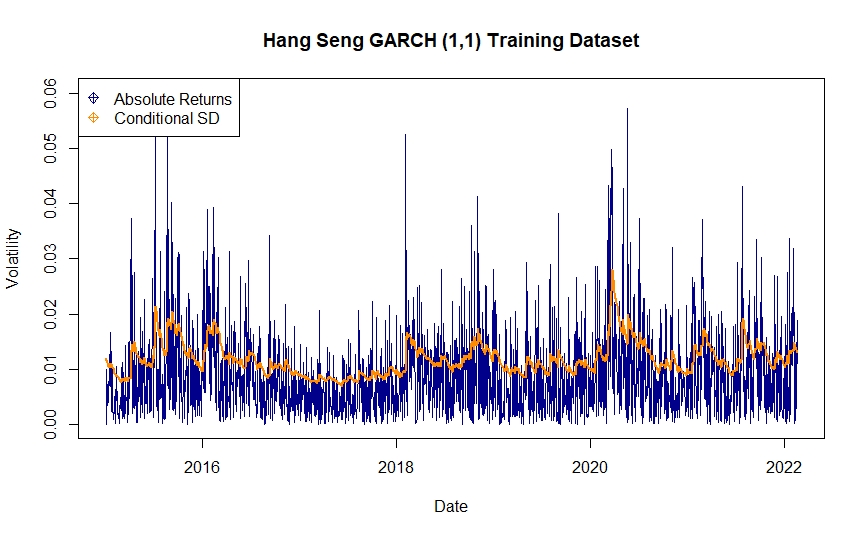 Hang Seng GARCH (1,1) Training Dataset
Absolute Returns
Conditional SD
Volatility
0.06
0.05
0.04
0.03
0.02
0.01
0.00
2016
2018
2020
2022
Date